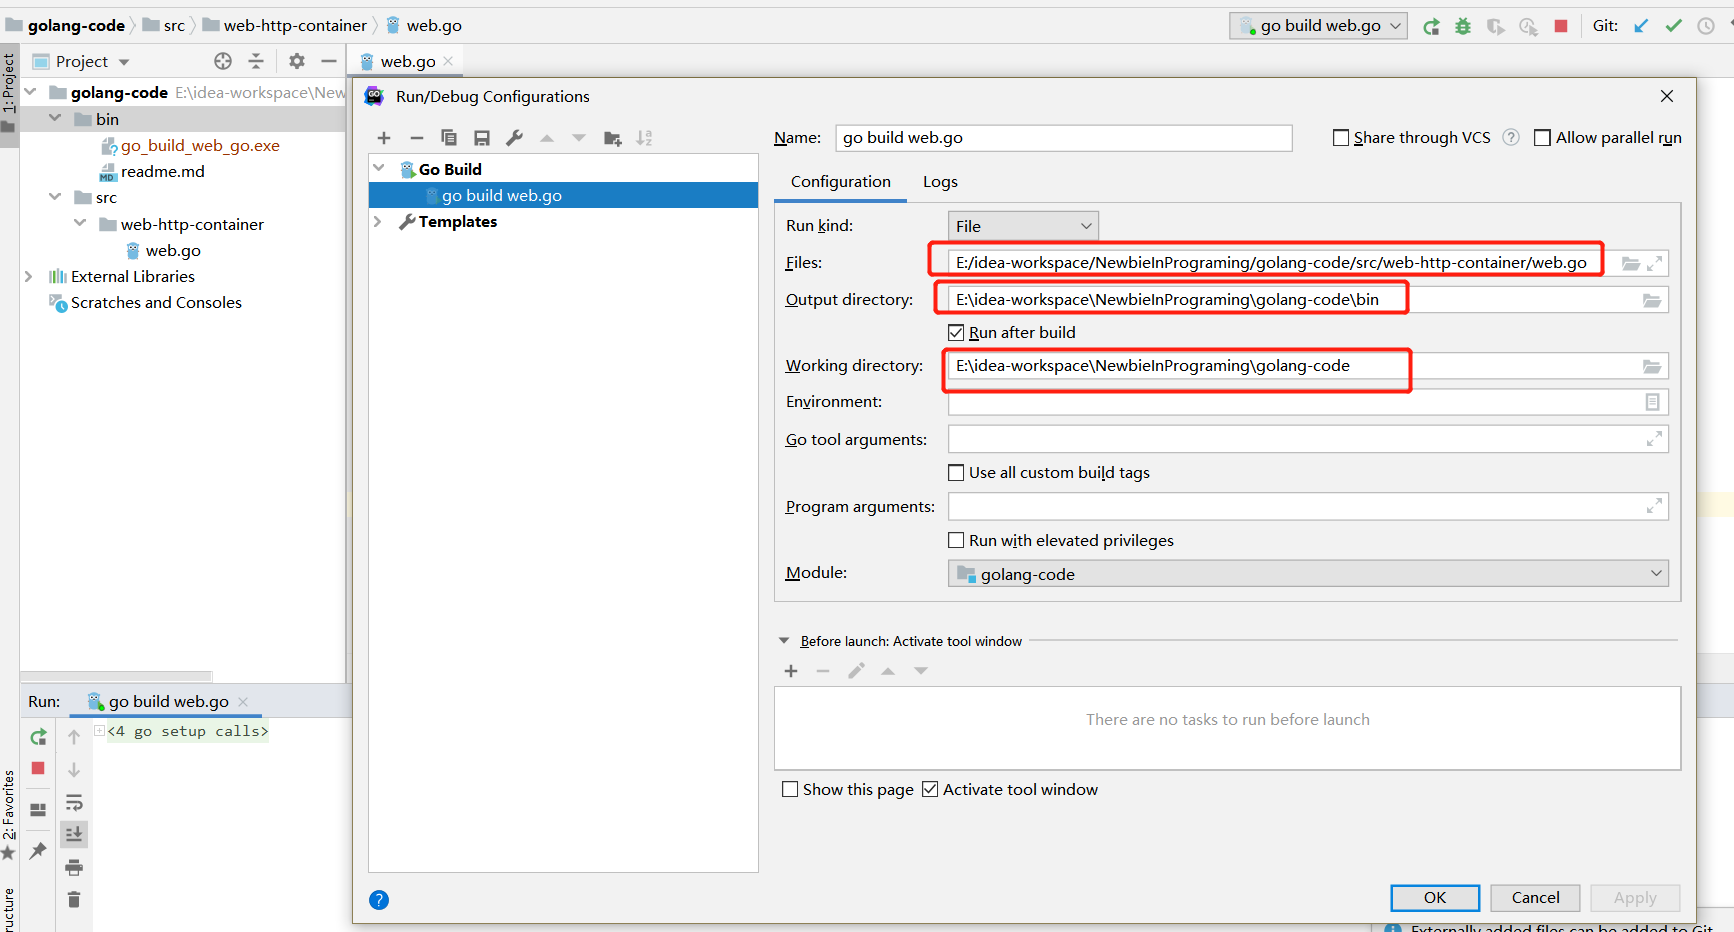 golang-code src web-http-container web.go
go build web.go Git:
1: Project
Project
web.go
golang-code E:\idea-workspace\New
bin
go_build_web_go.exe
readme.md
src
web-http-container
web.go
External Libraries
Scratches and Consoles
Run/Debug Configurations
Go Build
go build web.go
Templates
Name: go build web.go
Share through VCS
Allow parallel run
Configuration Logs
Run kind: File
Files: E:/idea-workspace/NewbieInPrograming/golang-code/src/web-http-container/web.go
Output directory: E:\idea-workspace\NewbieInPrograming\golang-code\bin
Run after build
Working directory: E:\idea-workspace\NewbieInPrograming\golang-code
Environment:
Go tool arguments:
Use all custom build tags
Program arguments:
Run with elevated privileges
Module: golang-code
Before launch: Activate tool window
There are no tasks to run before launch
Show this page Activate tool window
OK Cancel Apply
Run: go build web.go
<4 go setup calls>
2: Favorites
ructure
Externally added files can be added to Git